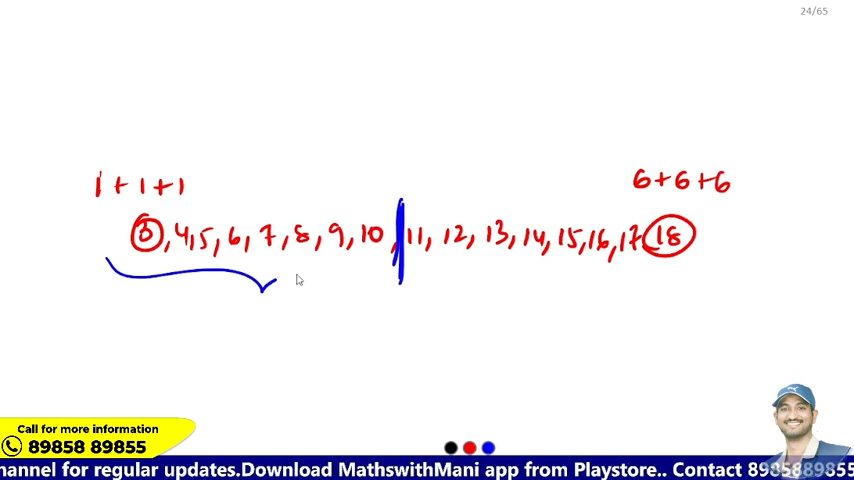 24/65
1 + 1 + 1
6 + 6 + 6
3, 4, 5, 6, 7, 8, 9, 10, 11, 12, 13, 14, 15, 16, 17 18
Call for more information
89858 89855
hannel for regular updates.Download MathswithMani app from Playstore.. Contact 8985889855